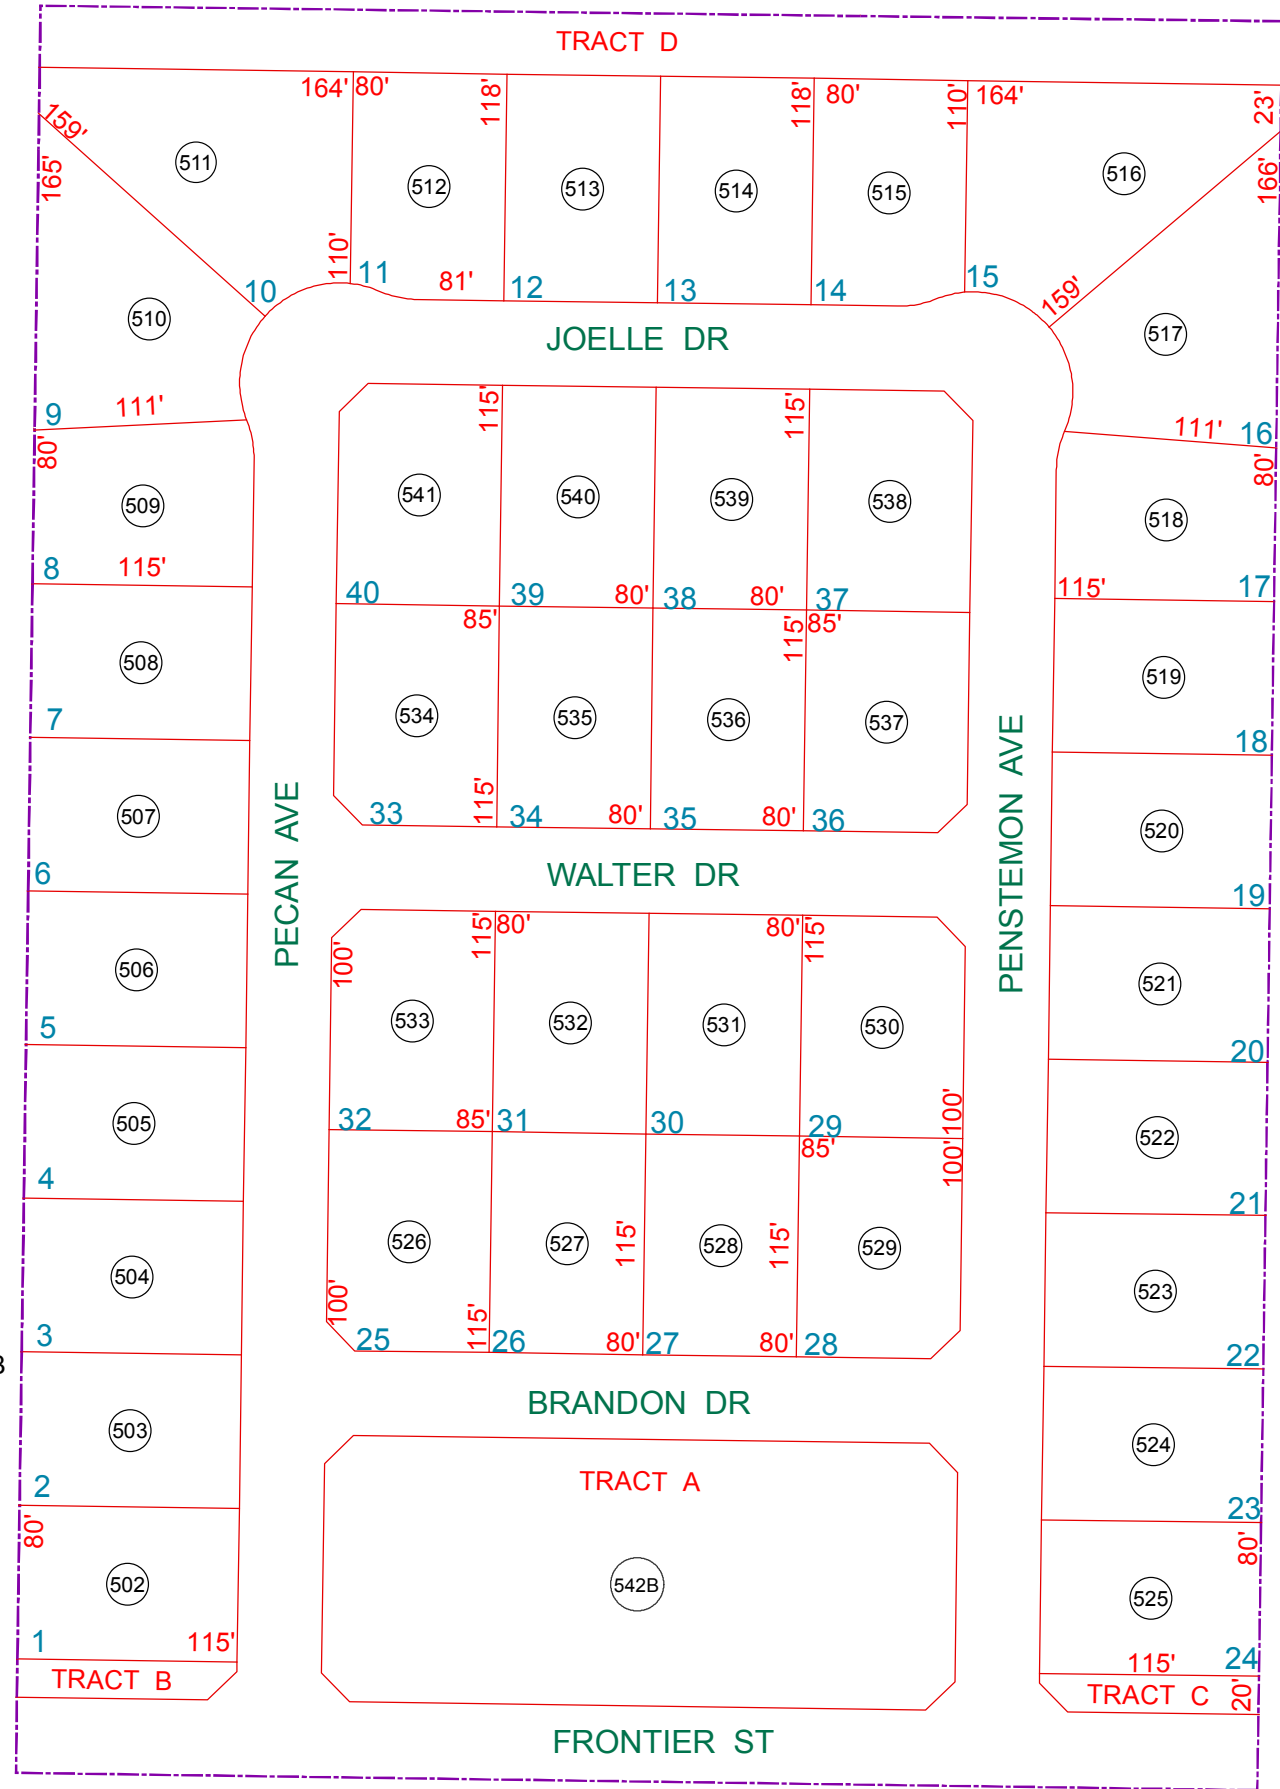 TRACT D
164' 80' 118' 118' 80' 110' 164' 23'
159' 165' 511 512 513 514 515 516 166'
110' 11 81' 12 13 14 15 159'
10 510 517
JOELLE DR
9 111' 115' 115' 111' 16
80' 509 541 540 539 538 518 80'
8 115' 40 39 80' 38 80' 37 115' 17
85' 115' 85'
508 534 535 536 537 519
7 18
PECAN AVE
PENSTEMON AVE
507 33 115' 34 80' 35 80' 36 520
6 19
WALTER DR
100' 115' 80' 80' 115'
506 533 532 531 530 521
5 20
505 32 85' 31 30 29 100' 522
85' 100'
4 21
504 526 527 115' 528 115' 529 523
100' 115'
3 25 26 80' 27 80' 28 22
BRANDON DR
503 524
2 23
TRACT A
80' 80'
502 542B 525
1 115' 115' 24
TRACT B
TRACT C 20'
FRONTIER ST